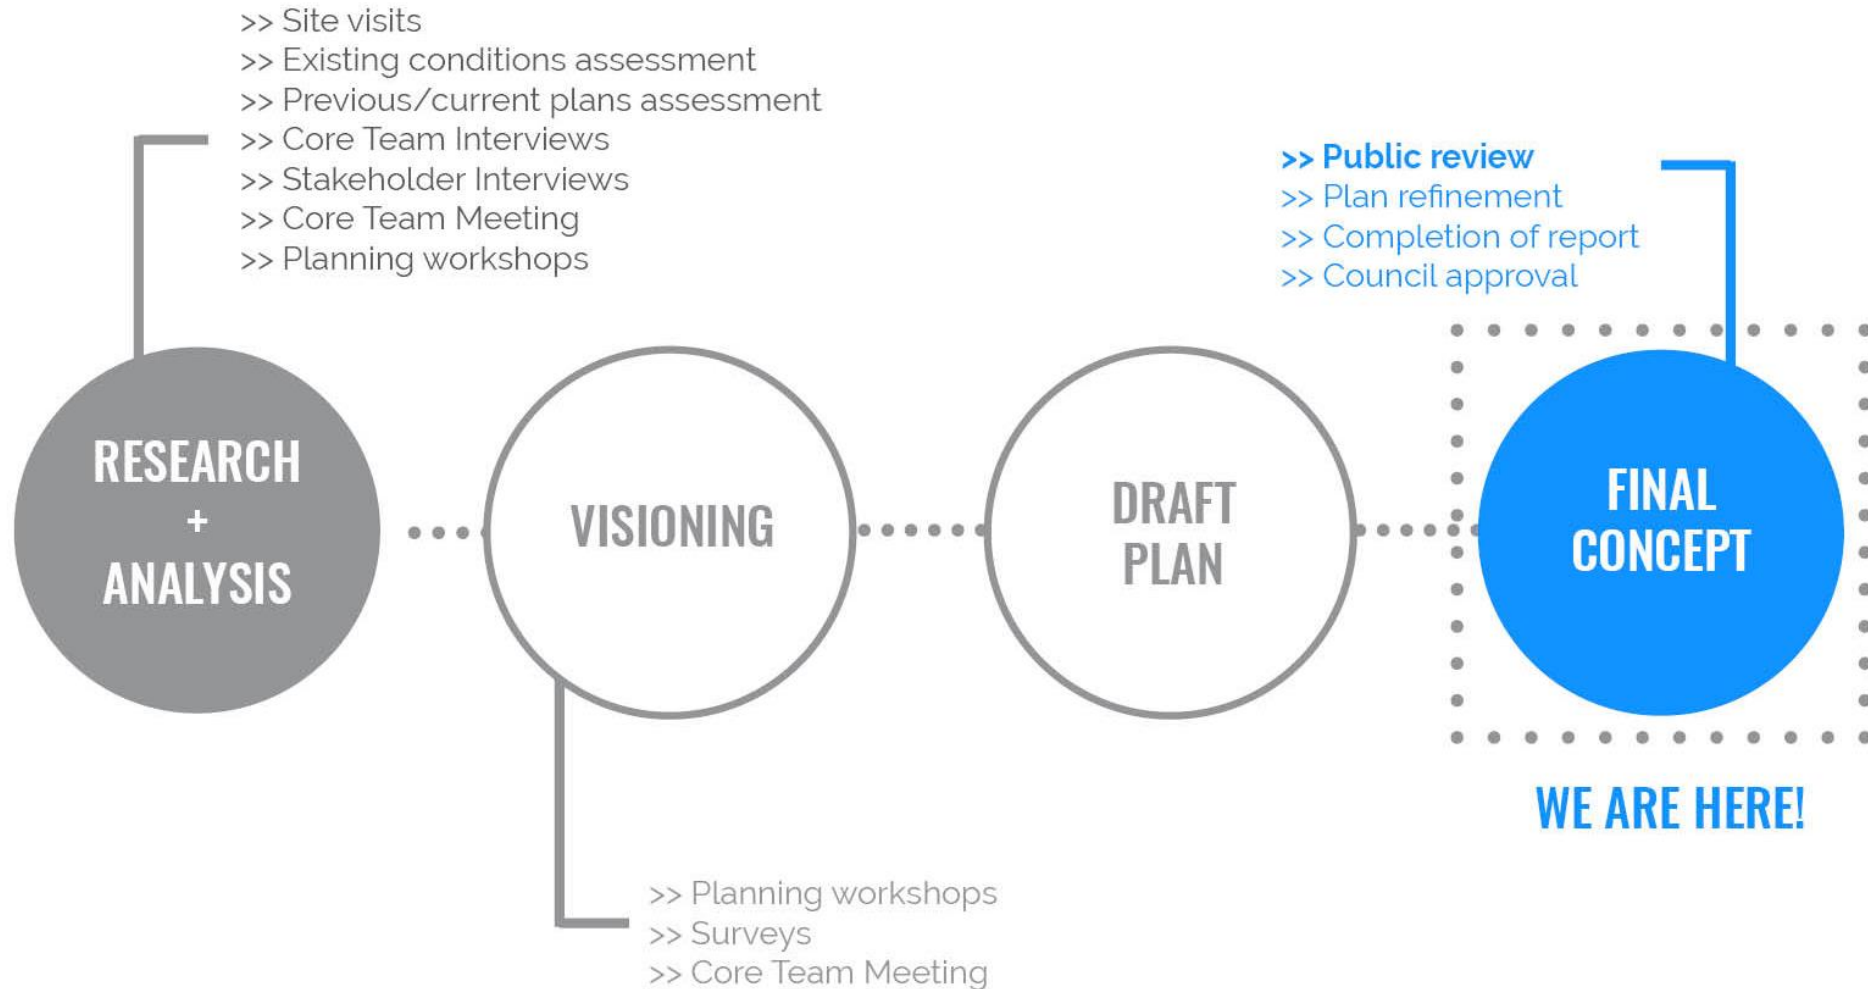 >> Site visits
>> Existing conditions assessment
>> Previous/current plans assessment
>> Core Team Interviews
>> Stakeholder Interviews
>> Core Team Meeting
>> Planning workshops
>> Public review
>> Plan refinement
>> Completion of report
>> Council approval
RESEARCH
+
ANALYSIS
VISIONING
DRAFT
PLAN
FINAL
CONCEPT
WE ARE HERE!
>> Planning workshops
>> Surveys
>> Core Team Meeting